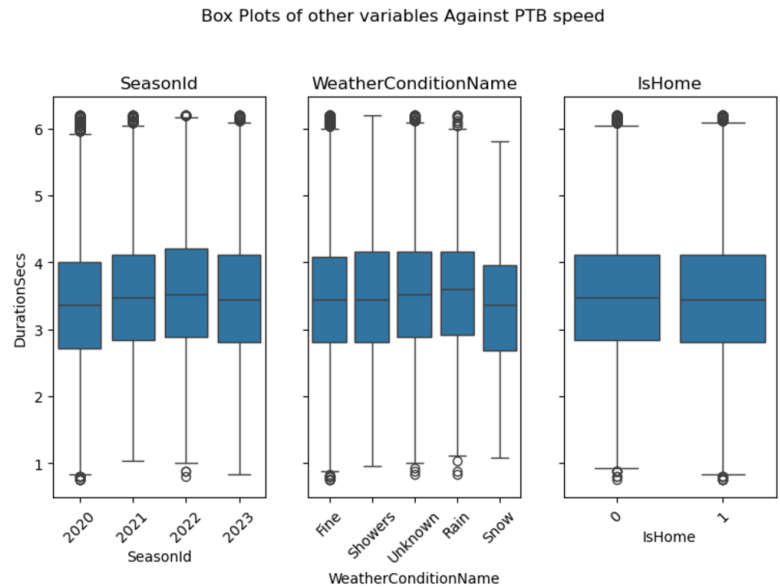 Box Plots of other variables Against PTB speed
SeasonId
WeatherConditionName
IsHome
DurationSecs
6
5
4
3
2
1
2020
2021
2022
2023
SeasonId
Fine
Showers
Unknown
Rain
Snow
WeatherConditionName
0
1
IsHome